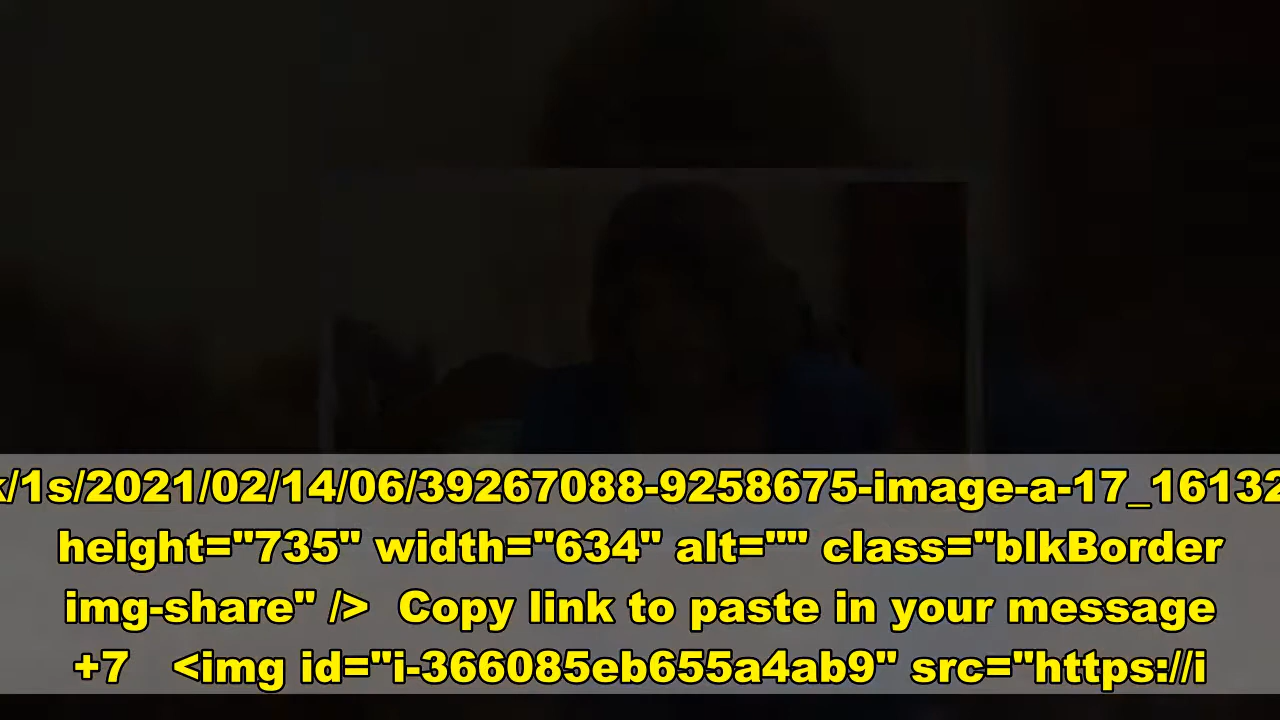 k/1s/2021/02/14/06/39267088-9258675-image-a-17_16132
height="735" width="634" alt="" class="blkBorder
img-share" /> Copy link to paste in your message
+7 <img id="i-366085eb655a4ab9" src="https://i